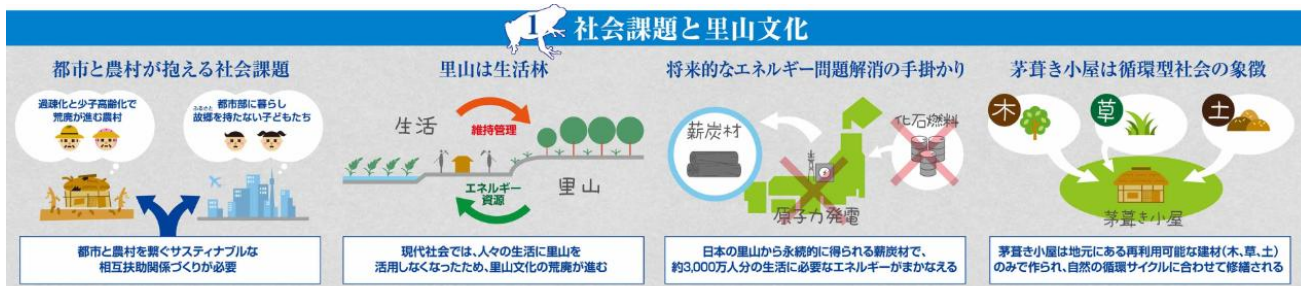 1 社会課題と里山文化
都市と農村が抱える社会課題
過疎化と少子高齢化で
荒廃が進む農村
都市部に暮らし
ふるさと
故郷を持たない子どもたち
都市と農村を繋ぐサスティナブルな
相互扶助関係づくりが必要
里山は生活林
生活
維持管理
エネルギー
資源
里山
現代社会では、人々の生活に里山を
活用しなくなったため、里山文化の荒廃が進む
将来的なエネルギー問題解消の手掛かり
薪炭材
化石燃料
原子力発電
日本の里山から永続的に得られる薪炭材で、
約3,000万人分の生活に必要なエネルギーがまかなえる
茅葺き小屋は循環型社会の象徴
木
草
土
茅葺き小屋
茅葺き小屋は地元にある再利用可能な建材(木、草、土)
のみで作られ、自然の循環サイクルに合わせて修繕される